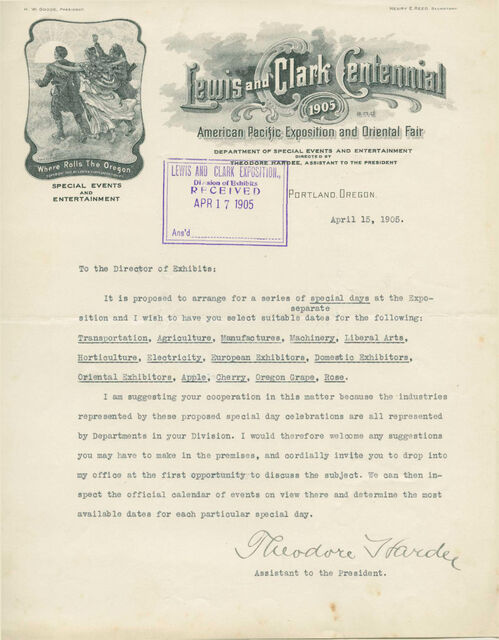 H. W. GOODE, PRESIDENT.
HENRY E. REED, SECRETARY.
Lewis and Clark Centennial
1905
American Pacific Exposition and Oriental Fair
DEPARTMENT OF SPECIAL EVENTS AND ENTERTAINMENT
DIRECTED BY
THEODORE HARDEE, ASSISTANT TO THE PRESIDENT
"Where Rolls The Oregon"
SPECIAL EVENTS
AND
ENTERTAINMENT
LEWIS AND CLARK EXPOSITION,
Division of Exhibits
RECEIVED
APR 17 1905
Ans'd
PORTLAND, OREGON.
April 15, 1905.
To the Director of Exhibits:
It is proposed to arrange for a series of special days at the Expo-
separate
sition and I wish to have you select suitable dates for the following:
Transportation, Agriculture, Manufactures, Machinery, Liberal Arts,
Horticulture, Electricity, European Exhibitors, Domestic Exhibitors,
Oriental Exhibitors, Apple, Cherry, Oregon Grape, Rose.
I am suggesting your cooperation in this matter because the industries
represented by these proposed special day celebrations are all represented
by Departments in your Division. I would therefore welcome any suggestions
you may have to make in the premises, and cordially invite you to drop into
my office at the first opportunity to discuss the subject. We can then in-
spect the official calendar of events on view there and determine the most
available dates for each particular special day.
Theodore Hardee
Assistant to the President.